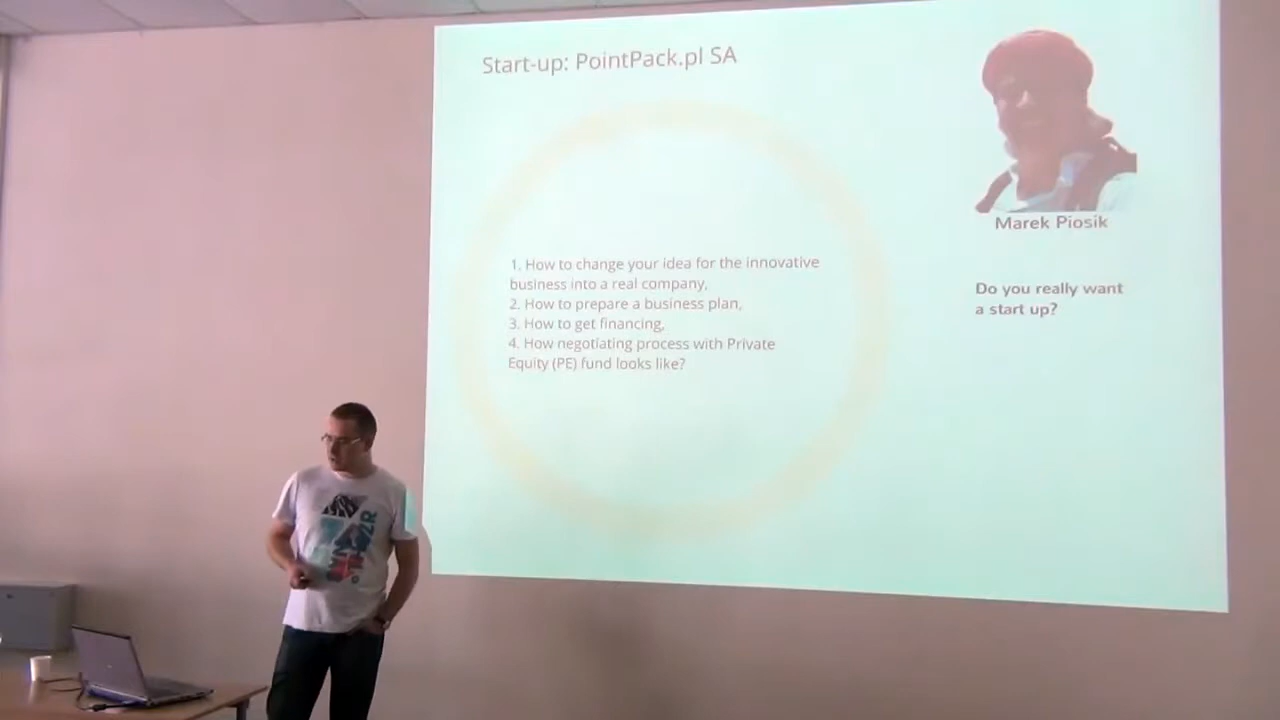 Start-up: PointPack.pl SA
Marek Piosik
1. How to change your idea for the innovative
business into a real company,
2. How to prepare a business plan,
3. How to get financing,
4. How negotiating process with Private
Equity (PE) fund looks like?
Do you really want
a start up?